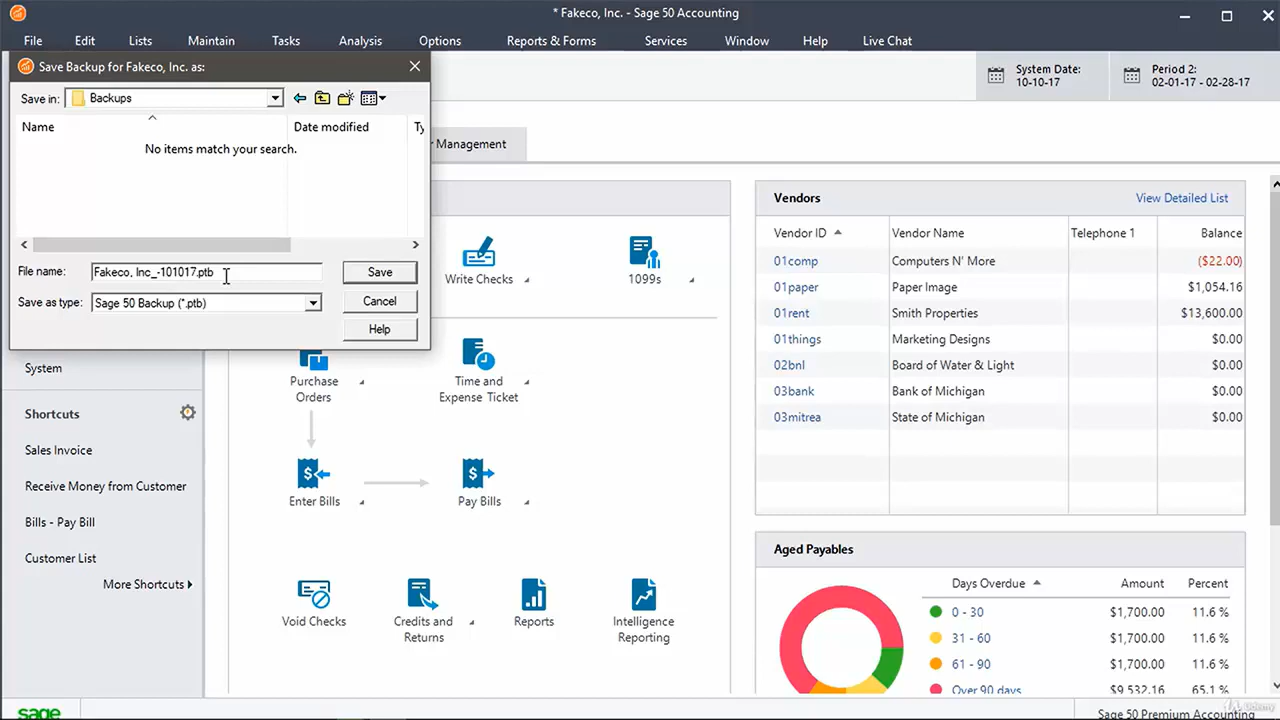 * Fakeco, Inc. - Sage 50 Accounting
File Edit Lists Maintain Tasks Analysis Options Reports & Forms Services Window Help Live Chat
Save Backup for Fakeco, Inc. as:
System Date:
10-10-17
Period 2:
02-01-17 - 02-28-17
Save in: Backups
Name Date modified Ty
No items match your search.
File name: Fakeco, Inc_-101017.ptb Save
Save as type: Sage 50 Backup (*.ptb) Cancel
Help
r Management
System
Shortcuts
Sales Invoice
Receive Money from Customer
Bills - Pay Bill
Customer List
More Shortcuts
Write Checks
1099s
Purchase
Orders
Time and
Expense Ticket
Enter Bills
Pay Bills
Void Checks
Credits and
Returns
Reports
Intelligence
Reporting
Vendors View Detailed List
Vendor ID Vendor Name Telephone 1 Balance
01comp Computers N' More ($22.00)
01paper Paper Image $1,054.16
01rent Smith Properties $13,600.00
01things Marketing Designs $0.00
02bnl Board of Water & Light $0.00
03bank Bank of Michigan $0.00
03mitrea State of Michigan $0.00
Aged Payables
Days Overdue Amount Percent
0 - 30 $1,700.00 11.6 %
31 - 60 $1,700.00 11.6 %
61 - 90 $1,700.00 11.6 %
Over 90 days $9,532.16 65.1 %
sage
Sage 50 Premium Accounting
Udemy